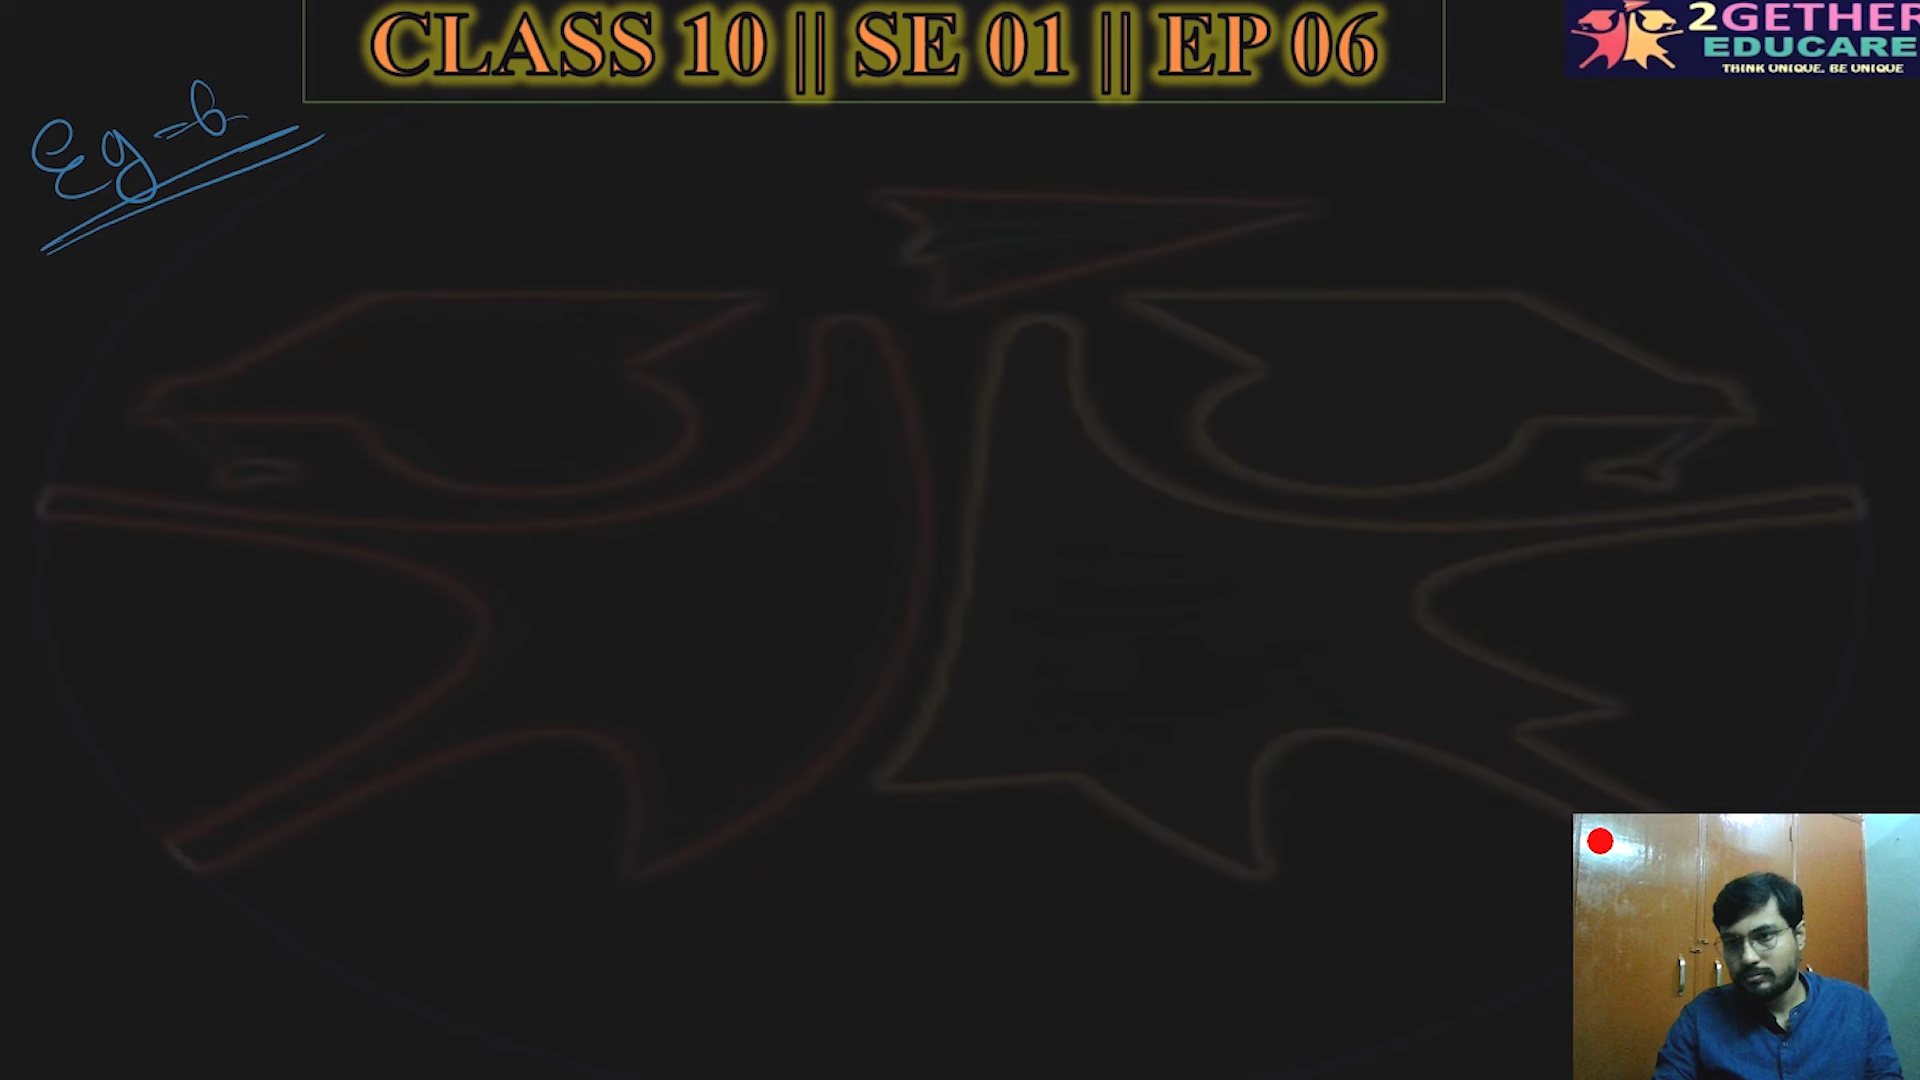 CLASS 10 || SE 01 || EP 06
2GETHER
EDUCARE
THINK UNIQUE, BE UNIQUE
Eg-6